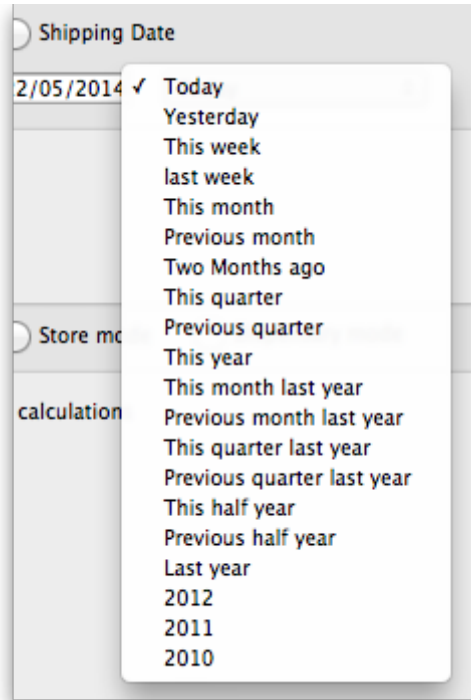 Shipping Date
2/05/2014 ✓ Today
Yesterday
This week
last week
This month
Previous month
Two Months ago
This quarter
Previous quarter
Store mo
This year
This month last year
calculation
Previous month last year
This quarter last year
Previous quarter last year
This half year
Previous half year
Last year
2012
2011
2010